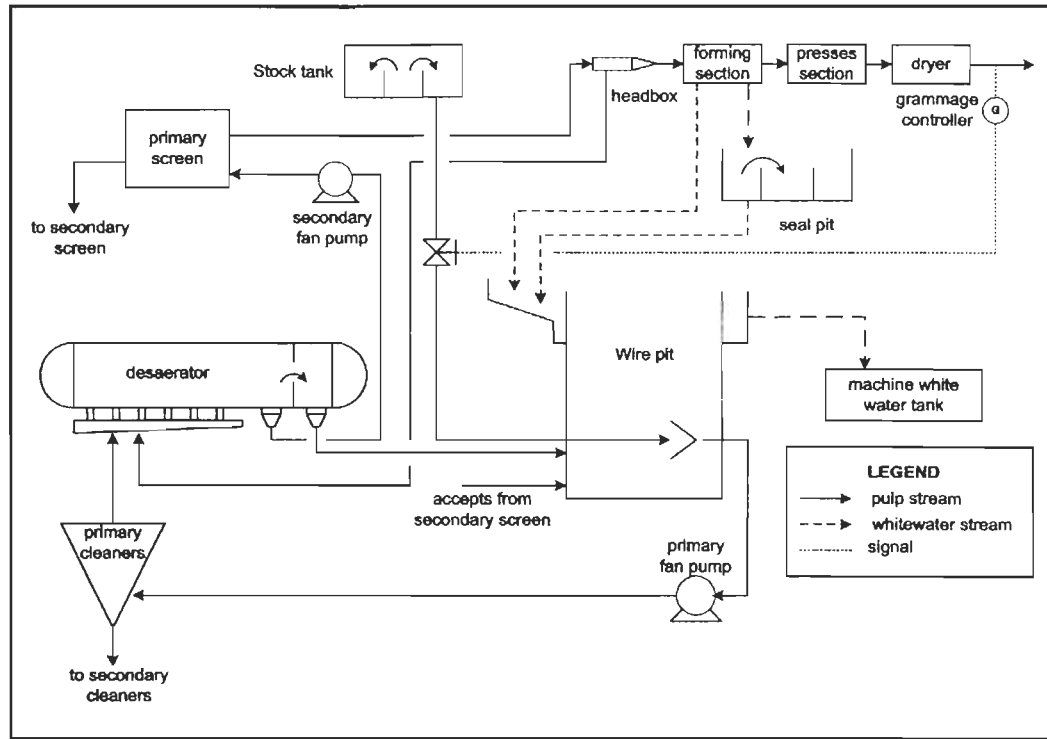 Stock tank
forming
section
presses
section
dryer
headbox
grammage
controller
G
primary
screen
secondary
fan pump
to secondary
screen
seal pit
desaerator
Wire pit
machine white
water tank
accepts from
secondary screen
LEGEND
pulp stream
whitewater stream
signal
primary
fan pump
primary
cleaners
to secondary
cleaners